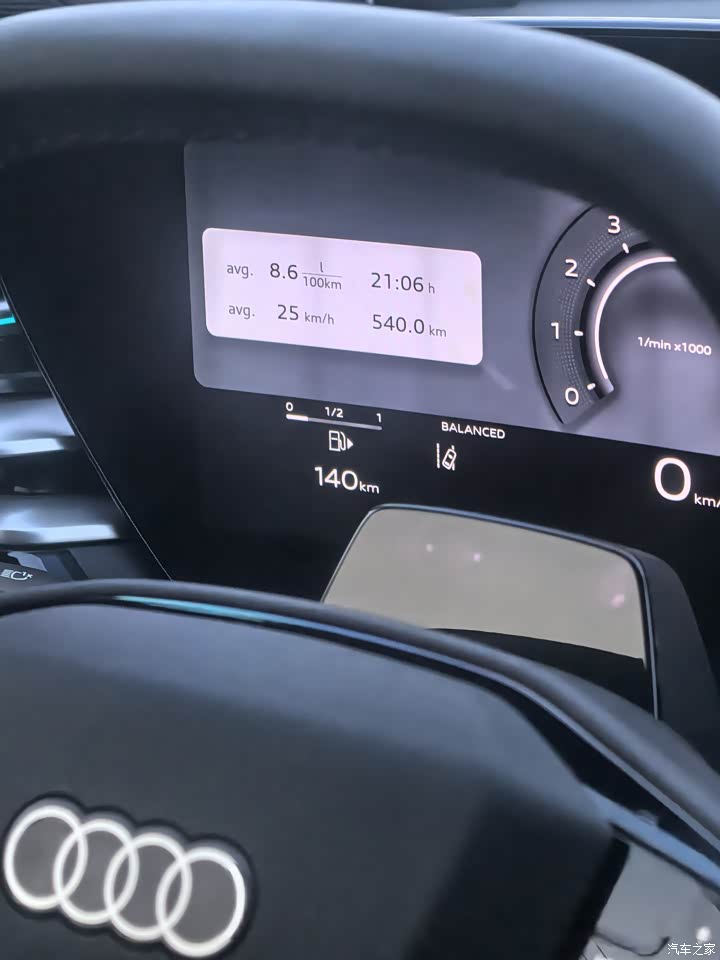 avg. 8.6 l/100km 21:06 h
avg. 25 km/h 540.0 km
3
2
1
0
1/min x1000
0 1/2 1
BALANCED
140km
0 km/
汽车之家